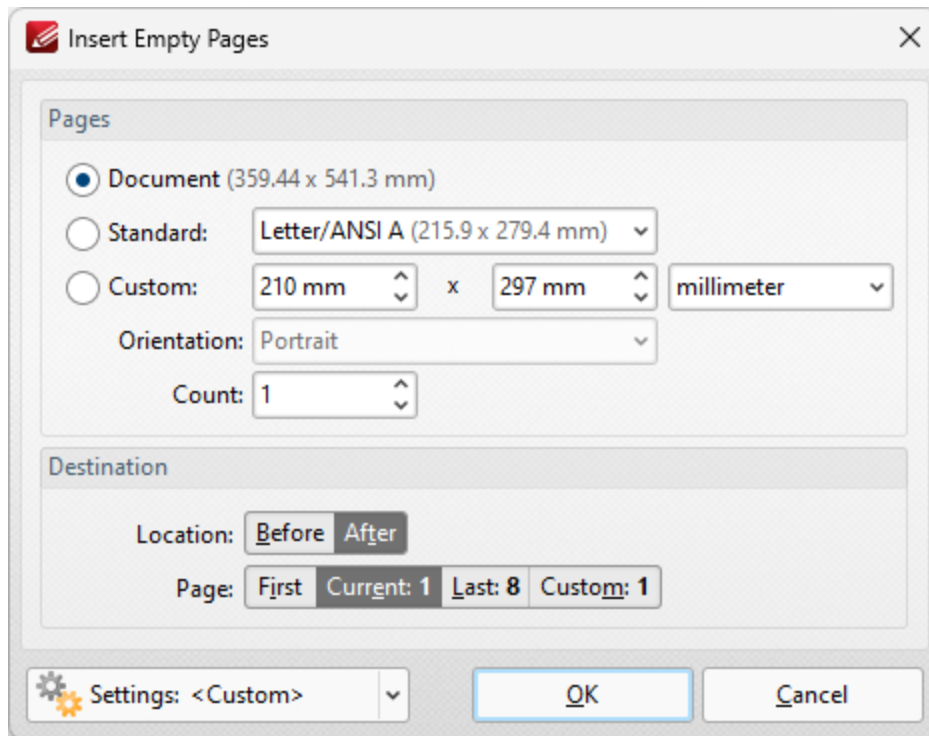 Insert Empty Pages
Pages
Document (359.44 x 541.3 mm)
Standard: Letter/ANSI A (215.9 x 279.4 mm)
Custom: 210 mm x 297 mm millimeter
Orientation: Portrait
Count: 1
Destination
Location: Before After
Page: First Current: 1 Last: 8 Custom: 1
Settings: <Custom> OK Cancel